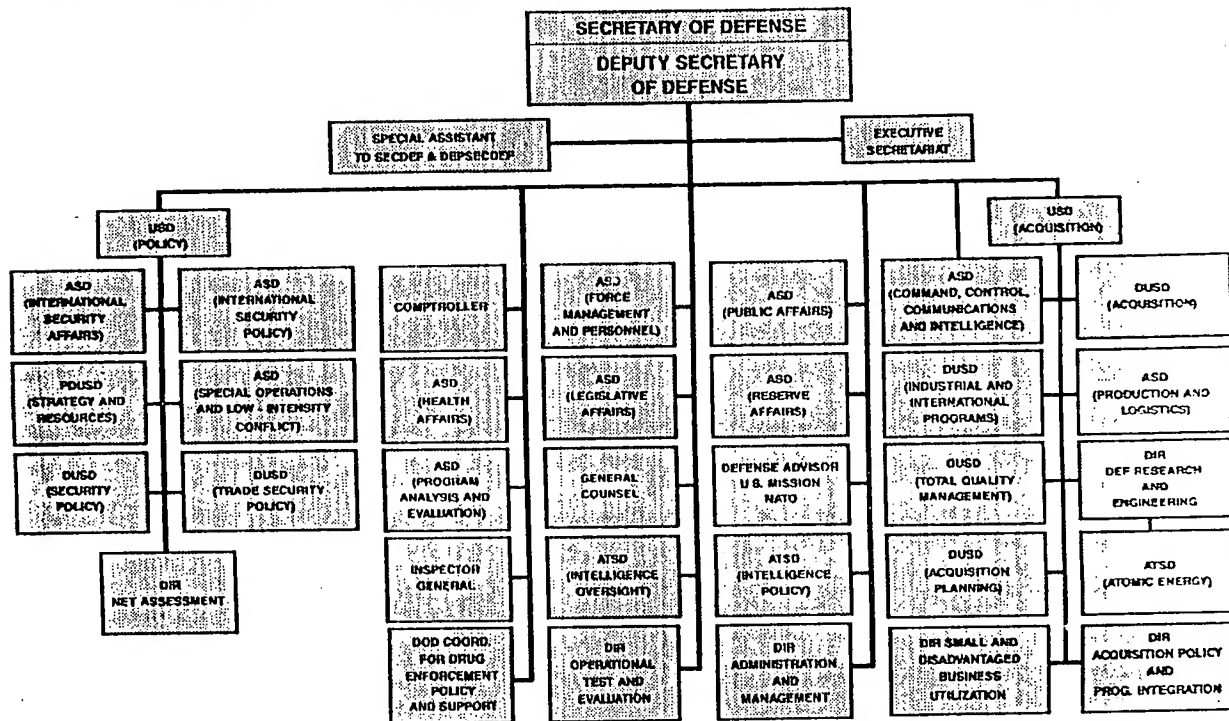 SECRETARY OF DEFENSE
DEPUTY SECRETARY
OF DEFENSE
SPECIAL ASSISTANT
TO SECDEF & DEPSECDEF
EXECUTIVE
SECRETARIAT
USD
(POLICY)
USD
(ACQUISITION)
ASD
(INTERNATIONAL
SECURITY
AFFAIRS)
ASD
(INTERNATIONAL
SECURITY
POLICY)
COMPTROLLER
ASD
(FORCE
MANAGEMENT
AND PERSONNEL)
ASD
(PUBLIC AFFAIRS)
ASD
(COMMAND, CONTROL,
COMMUNICATIONS
AND INTELLIGENCE)
DUSD
(ACQUISITION)
PDUSD
(STRATEGY AND
RESOURCES)
ASD
(SPECIAL OPERATIONS
AND LOW - INTENSITY
CONFLICT)
ASD
(HEALTH
AFFAIRS)
ASD
(LEGISLATIVE
AFFAIRS)
ASD
(RESERVE
AFFAIRS)
DUSD
(INDUSTRIAL AND
INTERNATIONAL
PROGRAMS)
ASD
(PRODUCTION AND
LOGISTICS)
DUSD
(SECURITY
POLICY)
DUSD
(TRADE SECURITY
POLICY)
ASD
(PROGRAM
ANALYSIS AND
EVALUATION)
GENERAL
COUNSEL
DEFENSE ADVISOR
U.S. MISSION
NATO
DUSD
(TOTAL QUALITY
MANAGEMENT)
DIR
DEF RESEARCH
AND
ENGINEERING
DIR
NET ASSESSMENT
INSPECTOR
GENERAL
ATSD
(INTELLIGENCE
OVERSIGHT)
ATSD
(INTELLIGENCE
POLICY)
DUSD
(ACQUISITION
PLANNING)
ATSD
(ATOMIC ENERGY)
DOD COORD.
FOR DRUG
ENFORCEMENT
POLICY
AND SUPPORT
DIR
OPERATIONAL
TEST AND
EVALUATION
DIR
ADMINISTRATION
AND
MANAGEMENT
DIR SMALL AND
DISADVANTAGED
BUSINESS
UTILIZATION
DIR
ACQUISITION POLICY
AND
PROG. INTEGRATION